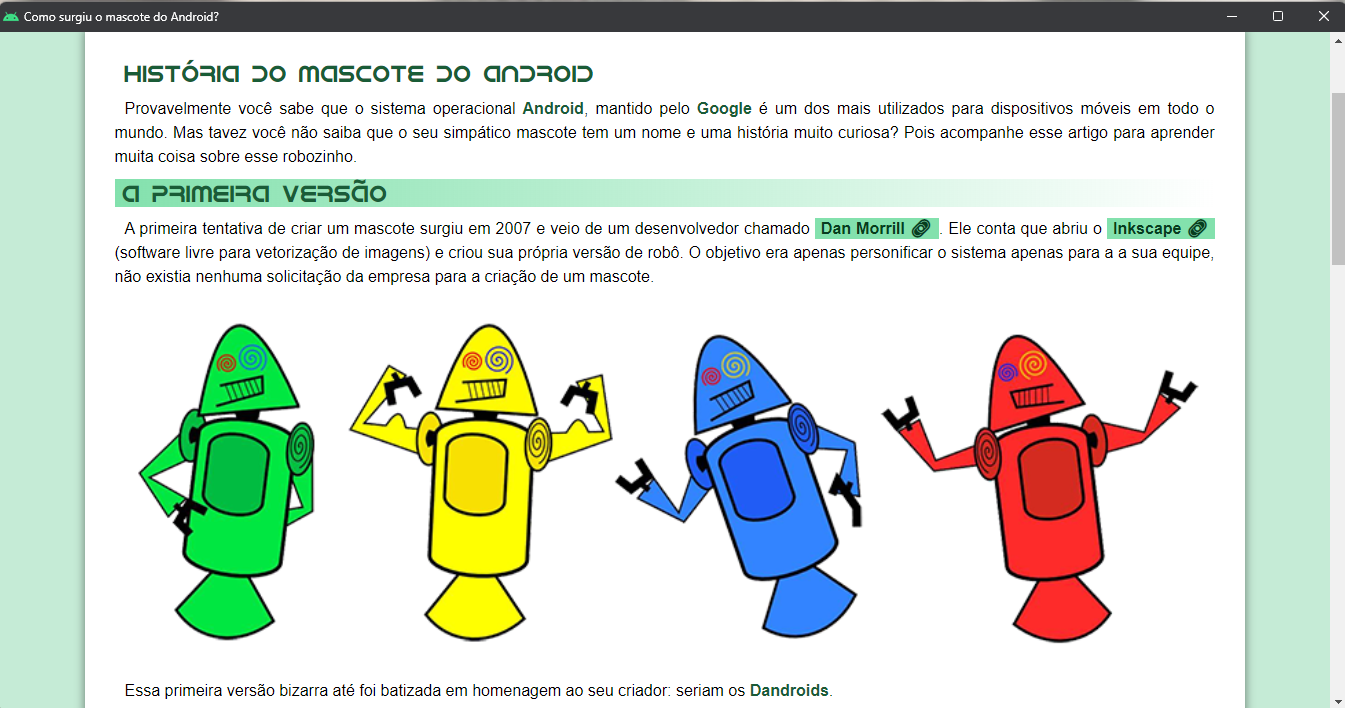 Como surgiu o mascote do Android?
História do Mascote do Android
Provavelmente você sabe que o sistema operacional Android, mantido pelo Google é um dos mais utilizados para dispositivos móveis em todo o
mundo. Mas tavez você não saiba que o seu simpático mascote tem um nome e uma história muito curiosa? Pois acompanhe esse artigo para aprender
muita coisa sobre esse robozinho.
A primeira versão
A primeira tentativa de criar um mascote surgiu em 2007 e veio de um desenvolvedor chamado Dan Morrill. Ele conta que abriu o Inkscape
(software livre para vetorização de imagens) e criou sua própria versão de robô. O objetivo era apenas personificar o sistema apenas para a a sua equipe,
não existia nenhuma solicitação da empresa para a criação de um mascote.
Essa primeira versão bizarra até foi batizada em homenagem ao seu criador: seriam os Dandroids.